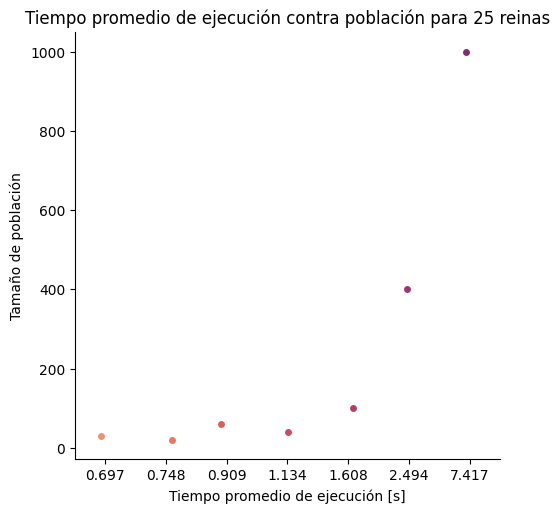 Tiempo promedio de ejecución contra población para 25 reinas
1000
800
600
400
200
0
Tamaño de población
0.697 0.748 0.909 1.134 1.608 2.494 7.417
Tiempo promedio de ejecución [s]